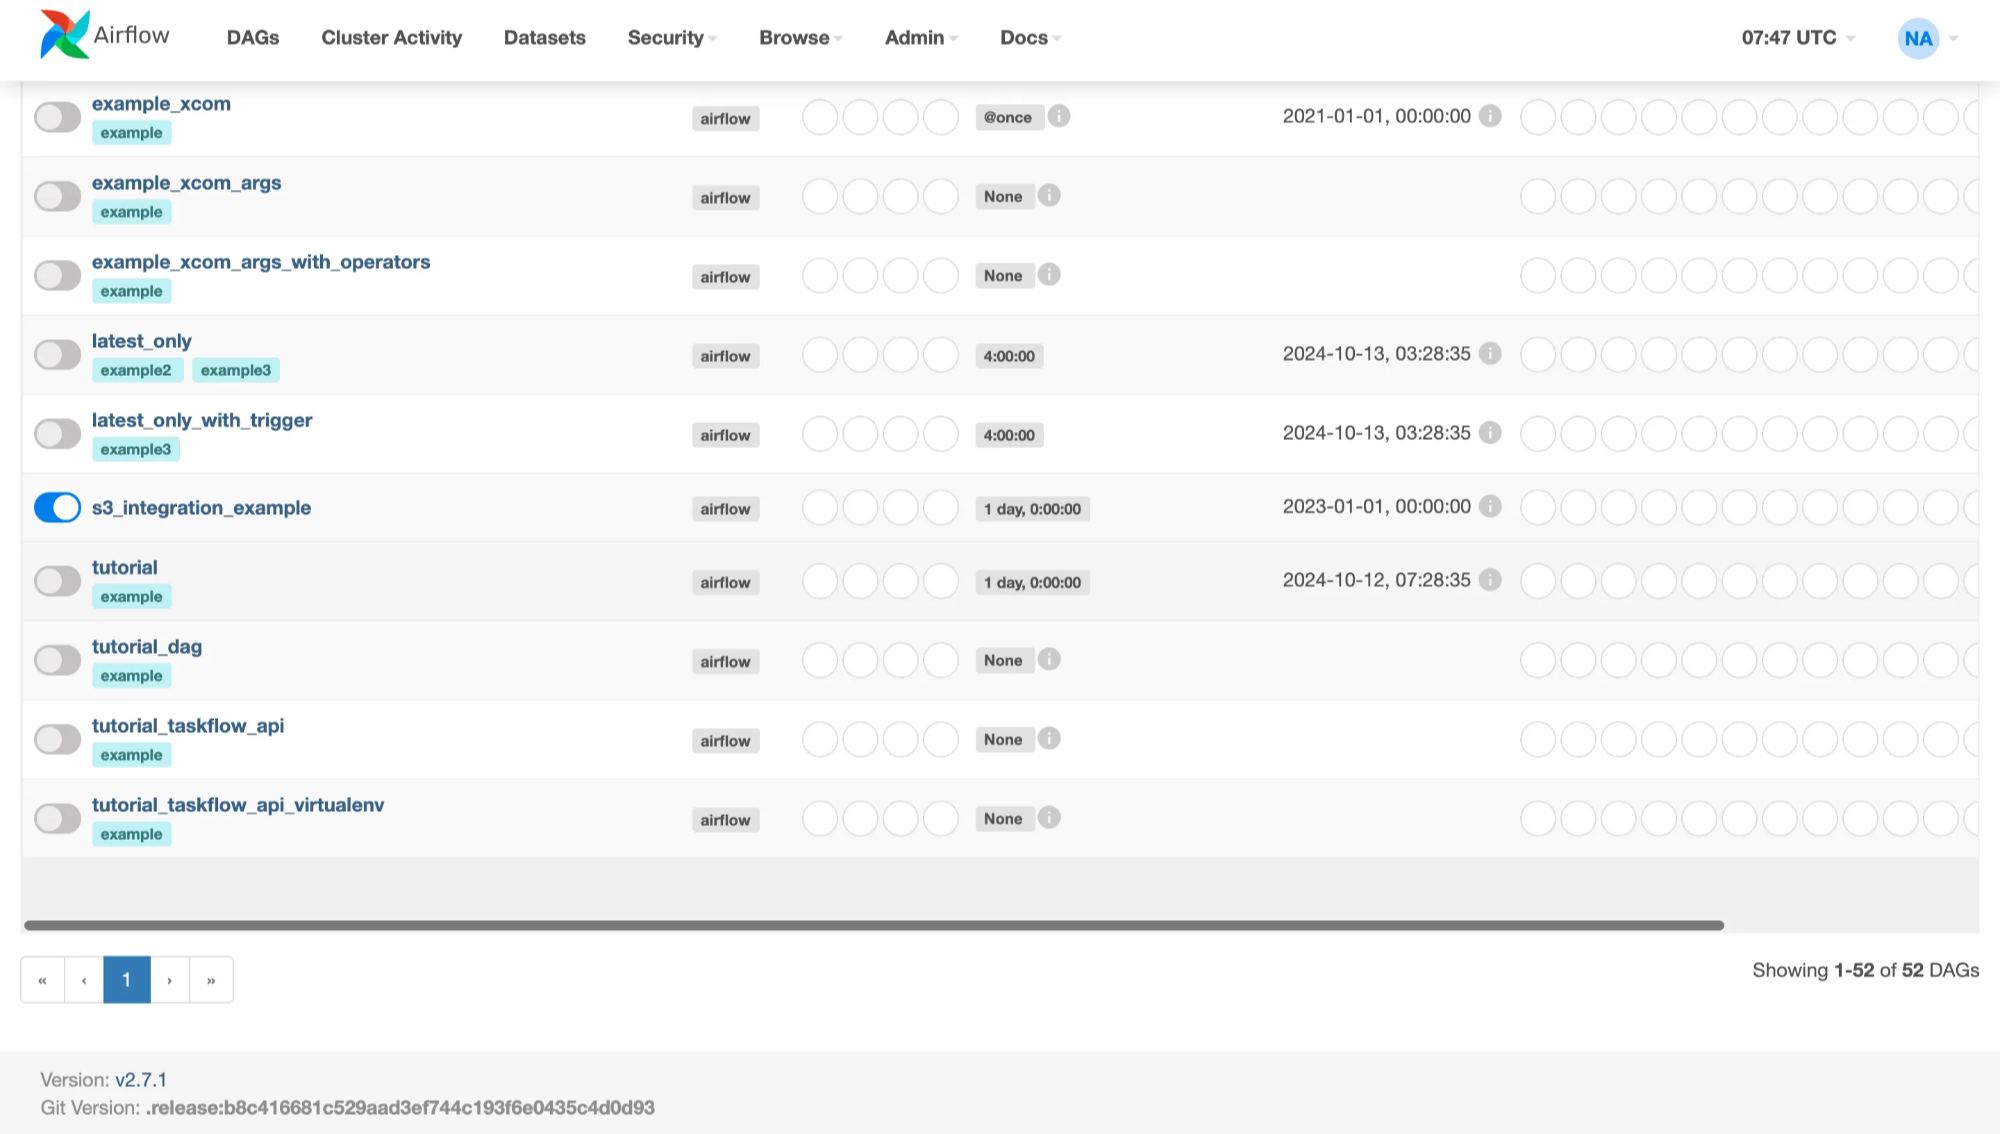 Airflow DAGs Cluster Activity Datasets Security Browse Admin Docs 07:47 UTC NA
example_xcom
example airflow @once i 2021-01-01, 00:00:00 i
example_xcom_args
example airflow None i
example_xcom_args_with_operators
example airflow None i
latest_only
example2 example3 airflow 4:00:00 2024-10-13, 03:28:35 i
latest_only_with_trigger
example3 airflow 4:00:00 2024-10-13, 03:28:35 i
s3_integration_example airflow 1 day, 0:00:00 2023-01-01, 00:00:00 i
tutorial
example airflow 1 day, 0:00:00 2024-10-12, 07:28:35 i
tutorial_dag
example airflow None i
tutorial_taskflow_api
example airflow None i
tutorial_taskflow_api_virtualenv
example airflow None i
« ‹ 1 › » Showing 1-52 of 52 DAGs
Version: v2.7.1
Git Version: .release:b8c416681c529aad3ef744c193f6e0435c4d0d93